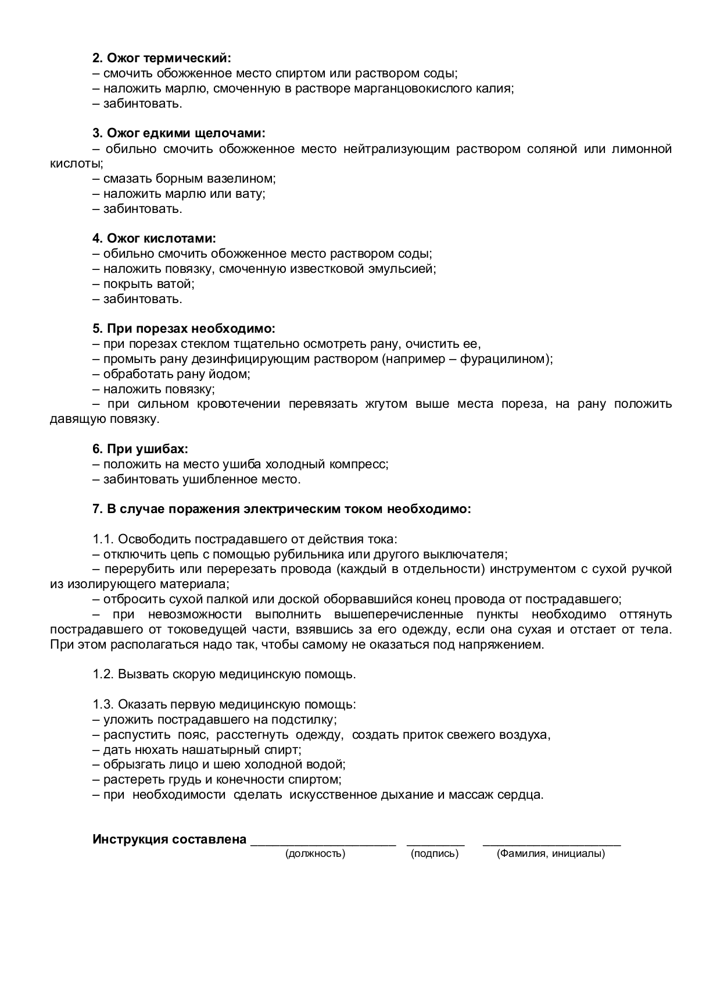 2. Ожог термический:
– смочить обожженное место спиртом или раствором соды;
– наложить марлю, смоченную в растворе марганцовокислого калия;
– забинтовать.
3. Ожог едкими щелочами:
– обильно смочить обожженное место нейтрализующим раствором соляной или лимонной
кислоты;
– смазать борным вазелином;
– наложить марлю или вату;
– забинтовать.
4. Ожог кислотами:
– обильно смочить обожженное место раствором соды;
– наложить повязку, смоченную известковой эмульсией;
– покрыть ватой;
– забинтовать.
5. При порезах необходимо:
– при порезах стеклом тщательно осмотреть рану, очистить ее,
– промыть рану дезинфицирующим раствором (например – фурацилином);
– обработать рану йодом;
– наложить повязку;
– при сильном кровотечении перевязать жгутом выше места пореза, на рану положить
давящую повязку.
6. При ушибах:
– положить на место ушиба холодный компресс;
– забинтовать ушибленное место.
7. В случае поражения электрическим током необходимо:
1.1. Освободить пострадавшего от действия тока:
– отключить цепь с помощью рубильника или другого выключателя;
– перерубить или перерезать провода (каждый в отдельности) инструментом с сухой ручкой
из изолирующего материала;
– отбросить сухой палкой или доской оборвавшийся конец провода от пострадавшего;
– при невозможности выполнить вышеперечисленные пункты необходимо оттянуть
пострадавшего от токоведущей части, взявшись за его одежду, если она сухая и отстает от тела.
При этом располагаться надо так, чтобы самому не оказаться под напряжением.
1.2. Вызвать скорую медицинскую помощь.
1.3. Оказать первую медицинскую помощь:
– уложить пострадавшего на подстилку;
– распустить пояс, расстегнуть одежду, создать приток свежего воздуха,
– дать нюхать нашатырный спирт;
– обрызгать лицо и шею холодной водой;
– растереть грудь и конечности спиртом;
– при необходимости сделать искусственное дыхание и массаж сердца.
Инструкция составлена ____________________ ________ ___________________
(должность) (подпись) (Фамилия, инициалы)